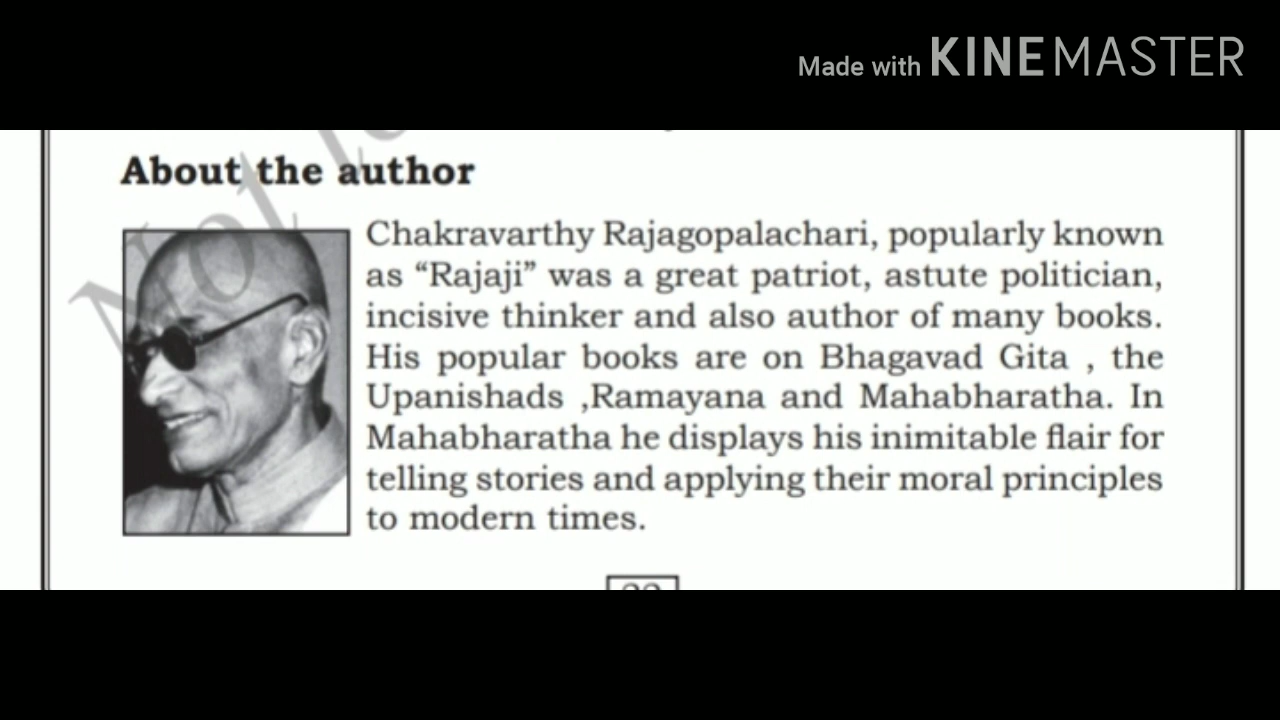 Made with KINEMASTER
About the author
Chakravarthy Rajagopalachari, popularly known
as “Rajaji” was a great patriot, astute politician,
incisive thinker and also author of many books.
His popular books are on Bhagavad Gita , the
Upanishads ,Ramayana and Mahabharatha. In
Mahabharatha he displays his inimitable flair for
telling stories and applying their moral principles
to modern times.
Not